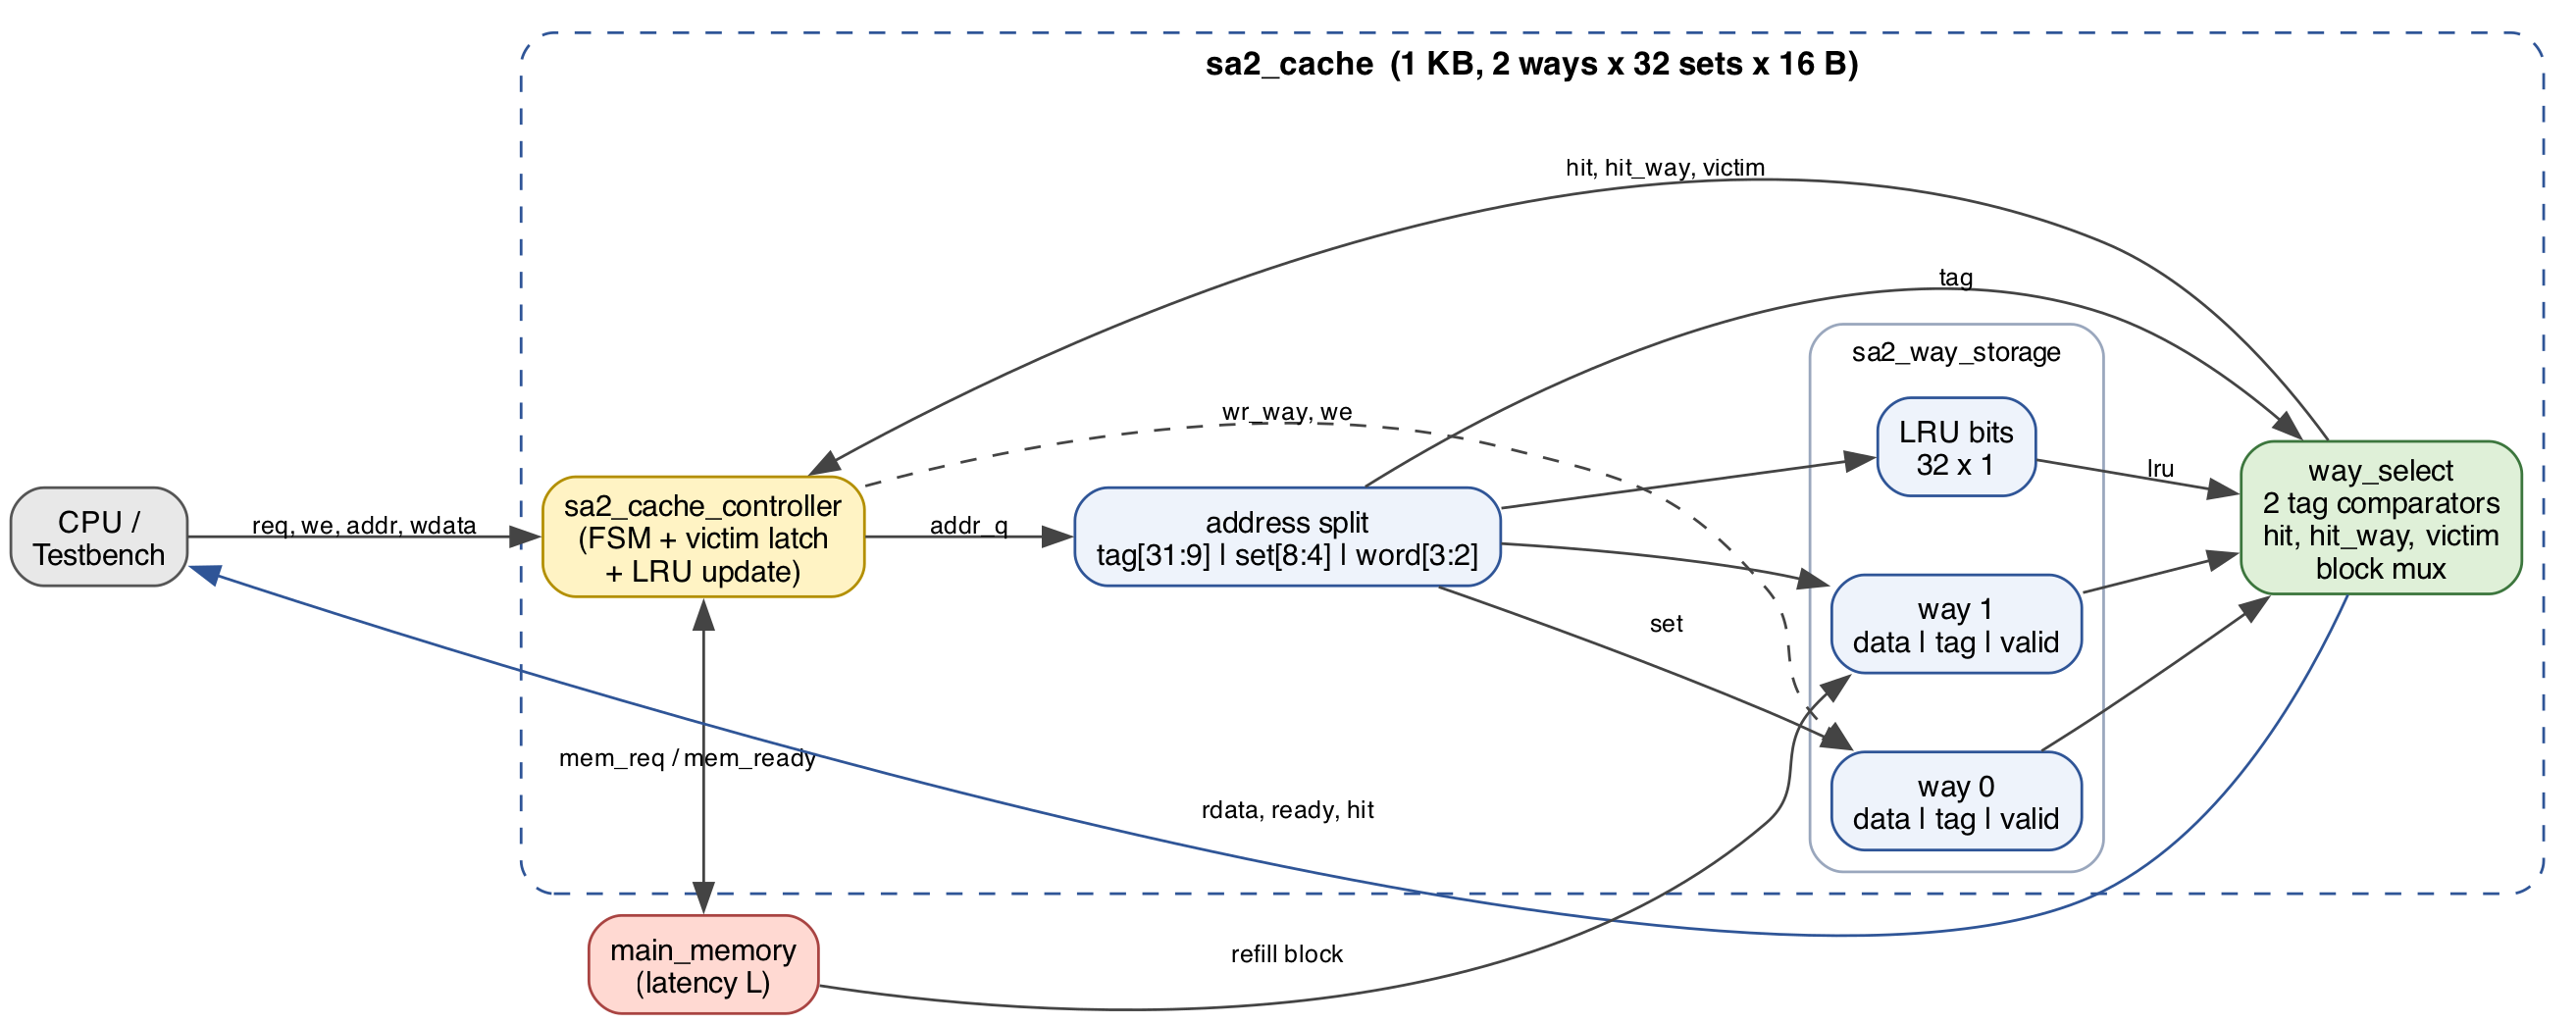 sa2_cache (1 KB, 2 ways x 32 sets x 16 B)
hit, hit_way, victim
tag
sa2_way_storage
wr_way, we
LRU bits
32 x 1
lru
way_select
2 tag comparators
hit, hit_way, victim
block mux
CPU /
Testbench
req, we, addr, wdata
sa2_cache_controller
(FSM + victim latch
+ LRU update)
addr_q
address split
tag[31:9] | set[8:4] | word[3:2]
set
way 1
data | tag | valid
way 0
data | tag | valid
mem_req / mem_ready
rdata, ready, hit
main_memory
(latency L)
refill block